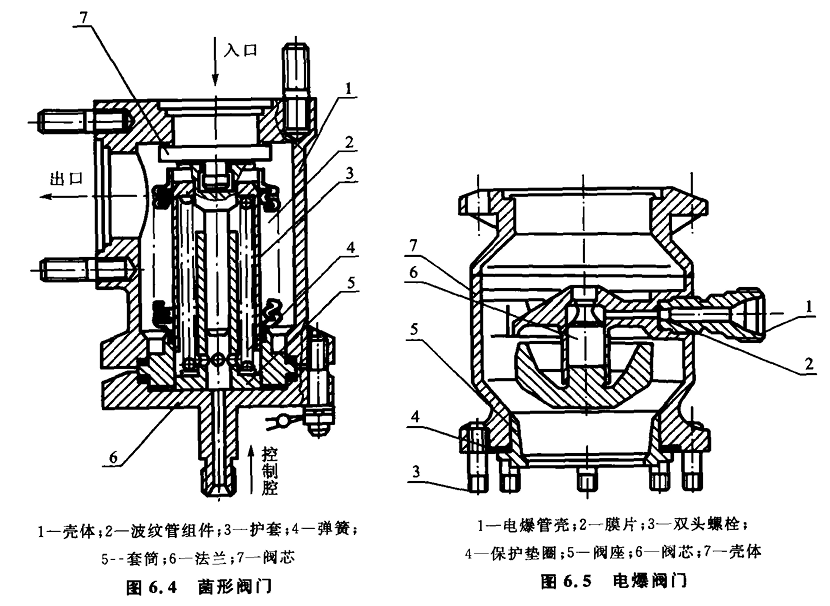 7
入口
1
2
出口
3
4
5
6
控制腔
1—壳体;2—波纹管组件;3—护套;4—弹簧;
5--套筒;6—法兰;7—阀芯
图 6.4 菌形阀门
7
6
1
5
2
4
3
1—电爆管壳;2—膜片;3—双头螺栓;
4—保护垫圈;5—阀座;6—阀芯;7—壳体
图 6.5 电爆阀门